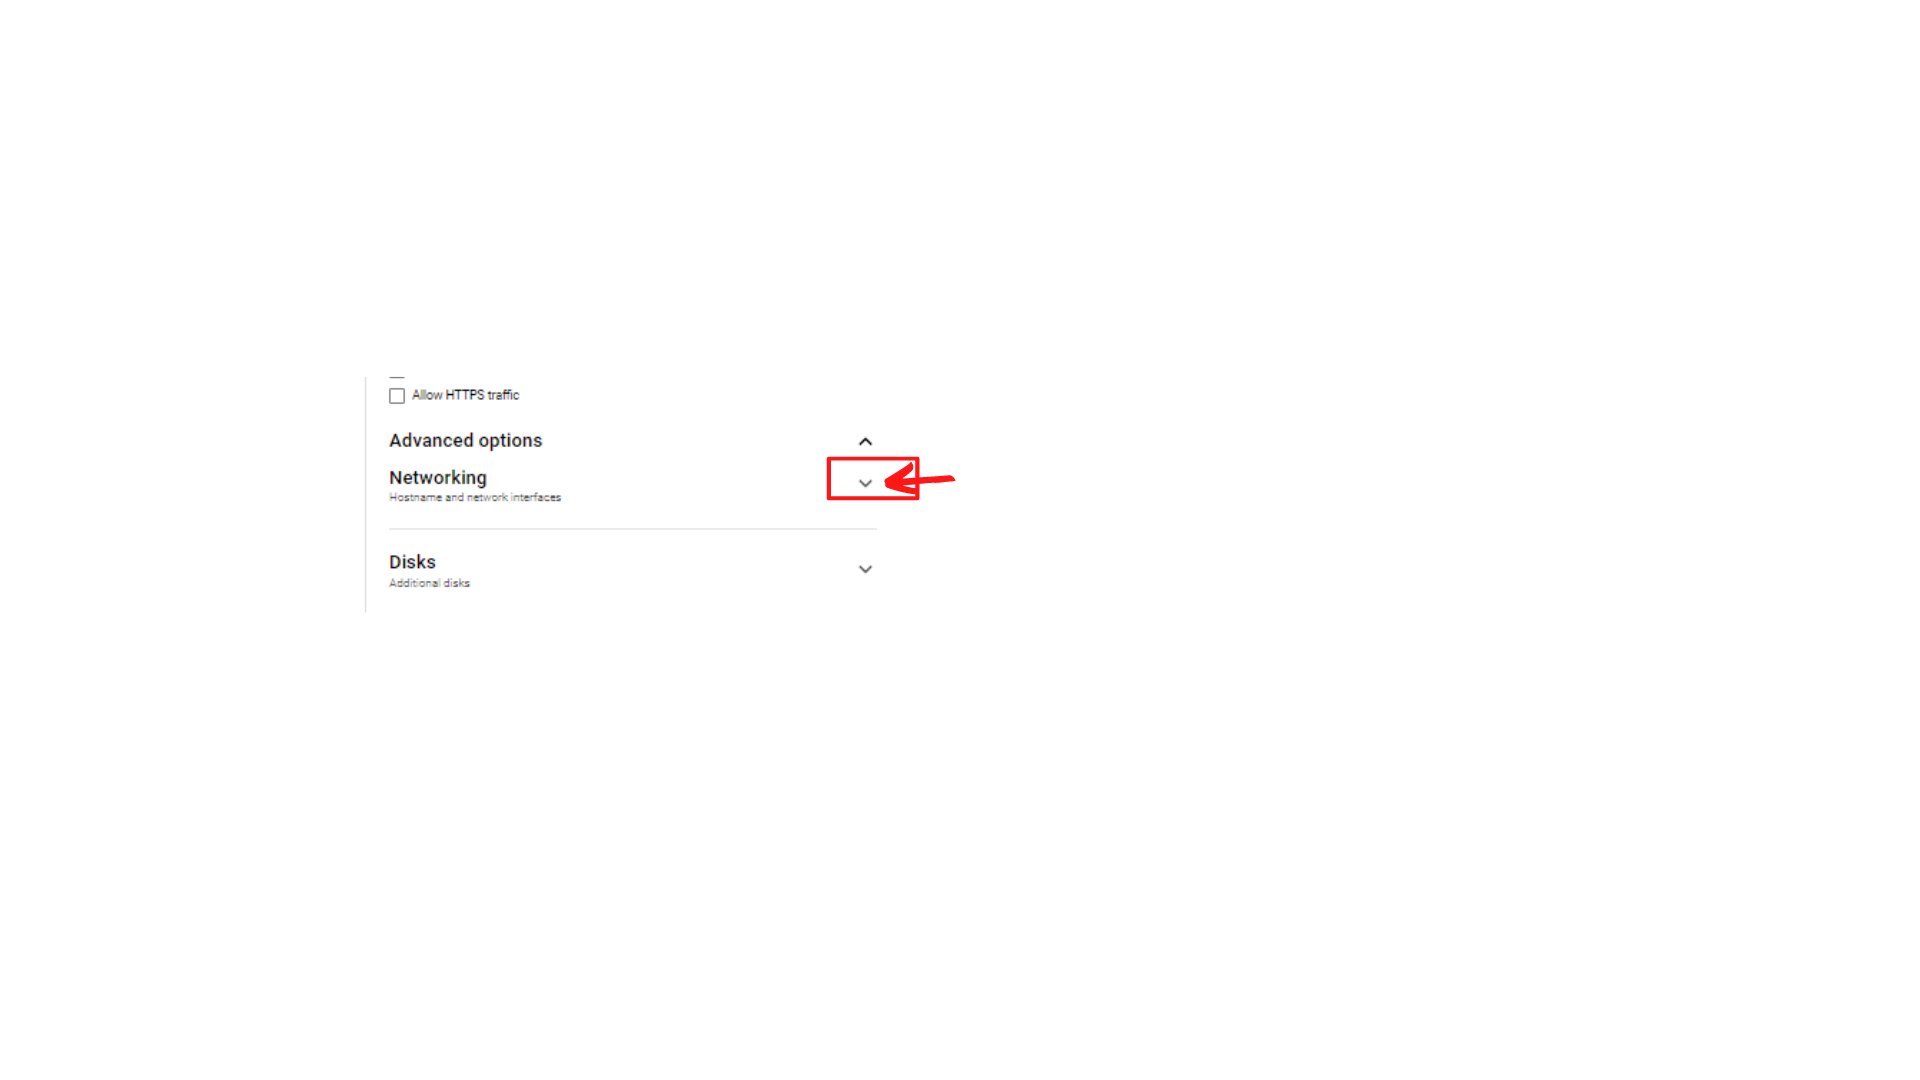 Allow HTTPS traffic
Advanced options
Networking
Hostname and network interfaces
Disks
Additional disks